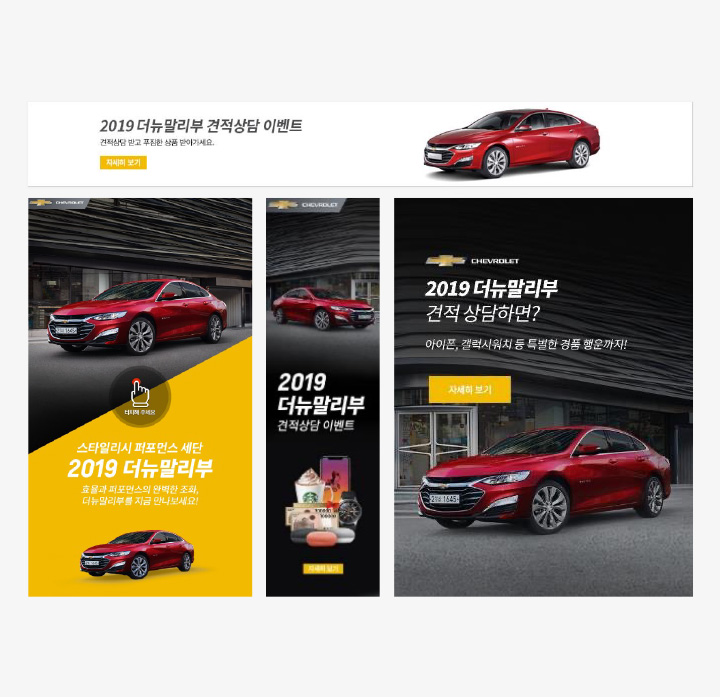 2019 더뉴말리부 견적상담 이벤트
견적상담 받고 푸짐한 상품 받아가세요.
자세히 보기
CHEVROLET
터치해 주세요
스타일리시 퍼포먼스 세단
2019 더뉴말리부
효율과 퍼포먼스의 완벽한 조화,
더뉴말리부를 지금 만나보세요!
CHEVROLET
2019
더뉴말리부
견적상담 이벤트
자세히 보기
CHEVROLET
2019 더뉴말리부
견적 상담하면?
아이폰, 갤럭시워치 등 특별한 경품 행운까지!
자세히 보기